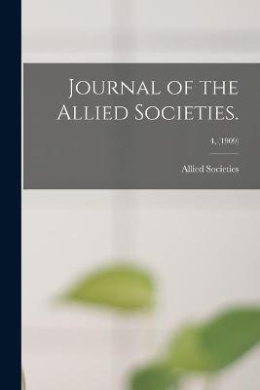 JOURNAL OF THE
ALLIED SOCIETIES.
4, (1909)
Allied Societies